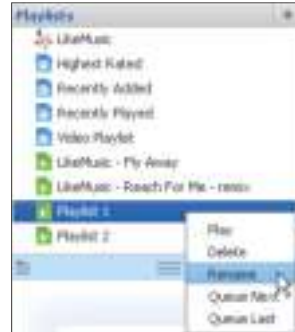 Playlists
LikeMusic
Highest Rated
Recently Added
Recently Played
Video Playlist
LikeMusic - Fly Away
LikeMusic - Reach For Me - remix
Playlist 1
Playlist 2
Play
Delete
Rename
Queue Next
Queue Last